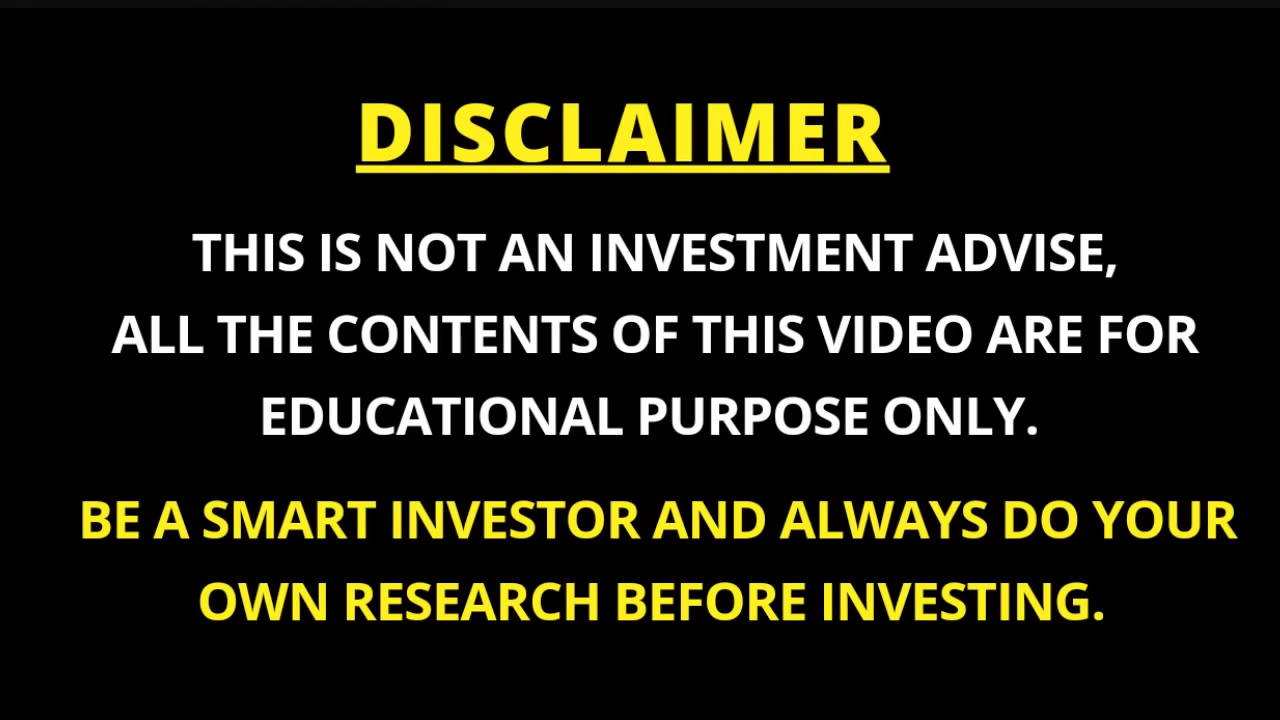 DISCLAIMER
THIS IS NOT AN INVESTMENT ADVISE,
ALL THE CONTENTS OF THIS VIDEO ARE FOR
EDUCATIONAL PURPOSE ONLY.
BE A SMART INVESTOR AND ALWAYS DO YOUR
OWN RESEARCH BEFORE INVESTING.